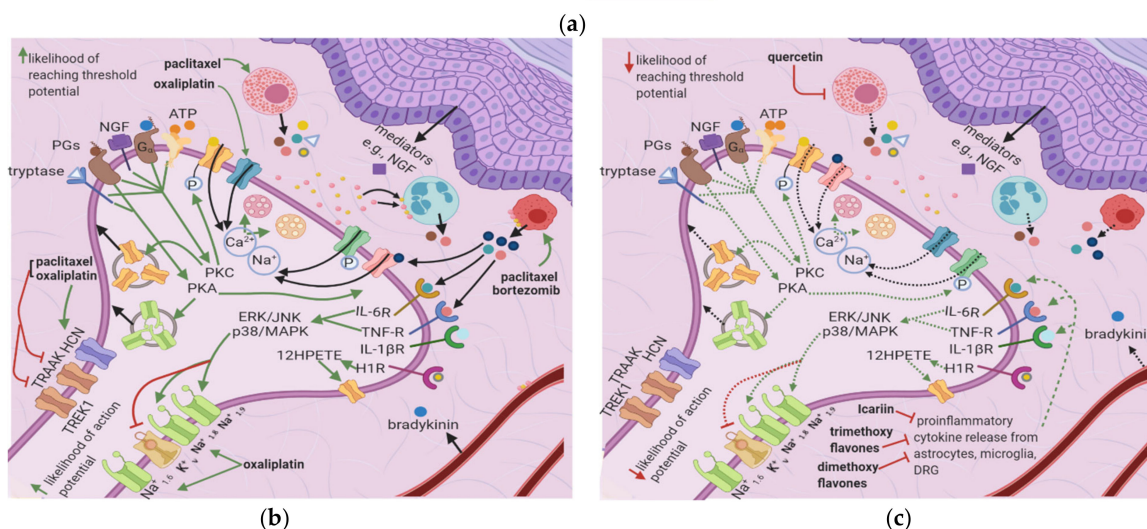 (a)
likelihood of
reaching threshold
potential
paclitaxel
oxaliplatin
ATP
NGF
Gα
PGs
tryptase
P
mediators
e.g., NGF
Ca2+
Na+
P
PKC
PKA
paclitaxel
bortezomib
paclitaxel
oxaliplatin
ERK/JNK
p38/MAPK
IL-6R
TNF-R
IL-1βR
12HPETE
H1R
HCN
TRAAK
TREK1
bradykinin
likelihood of action
potential
Na+ 1.6
K+ v
Na+ 1.8
Na+ 1.9
oxaliplatin
(b)
likelihood of
reaching threshold
potential
quercetin
ATP
NGF
Gα
PGs
tryptase
P
mediators
e.g., NGF
Ca2+
Na+
PKC
PKA
P
ERK/JNK
p38/MAPK
IL-6R
TNF-R
IL-1βR
12HPETE
H1R
HCN
TRAAK
TREK1
bradykinin
Icariin
trimethoxy
flavones
dimethoxy
flavones
proinflammatory
cytokine release from
astrocytes, microglia,
DRG
likelihood of action
potential
Na+ 1.6
K+ v
Na+ 1.8
Na+ 1.9
(c)